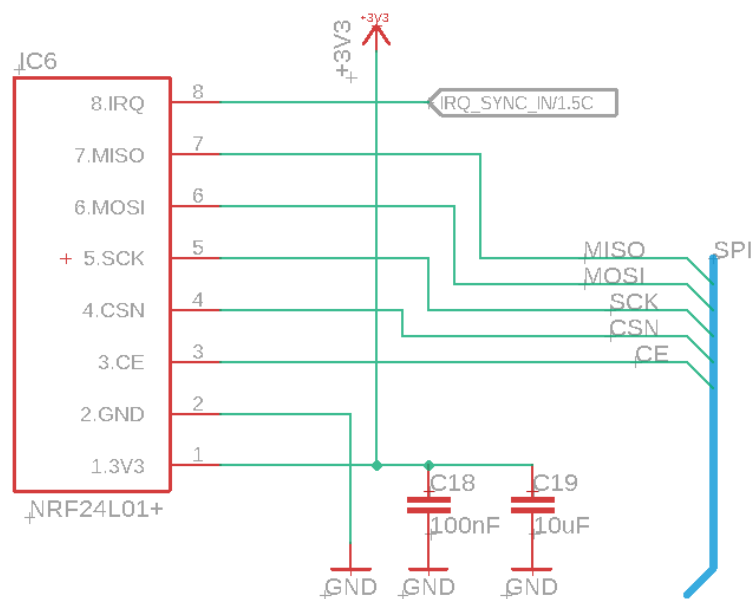 +3V3
+3V3
IC6
8.IRQ 8 IRQ_SYNC_IN/1.5C
7.MISO 7
6.MOSI 6
5.SCK 5
4.CSN 4
3.CE 3
2.GND 2
1.3V3 1
NRF24L01+
MISO SPI
MOSI
SCK
CSN
CE
C18 C19
100nF 10uF
GND GND GND